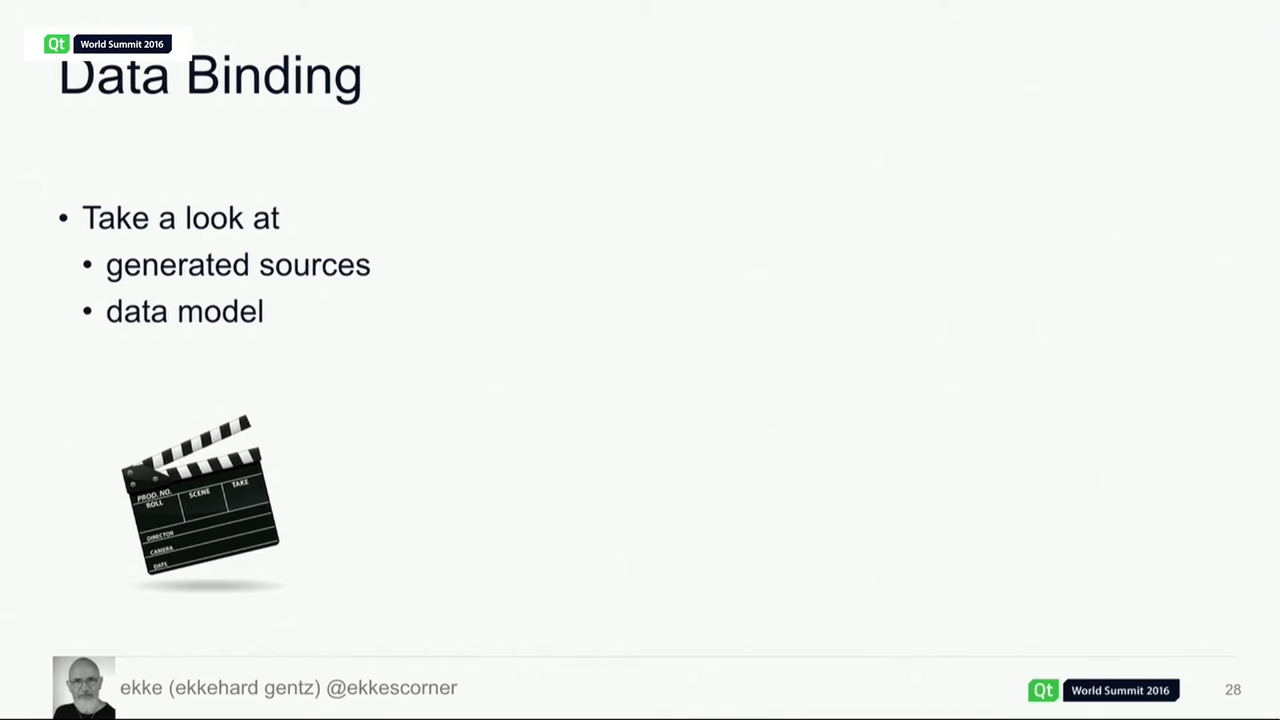 Qt World Summit 2016
Data Binding
• Take a look at
• generated sources
• data model
PROD. NO.
ROLL
SCENE
TAKE
DIRECTOR
CAMERA
DATE
ekke (ekkehard gentz) @ekkescorner
Qt World Summit 2016
28